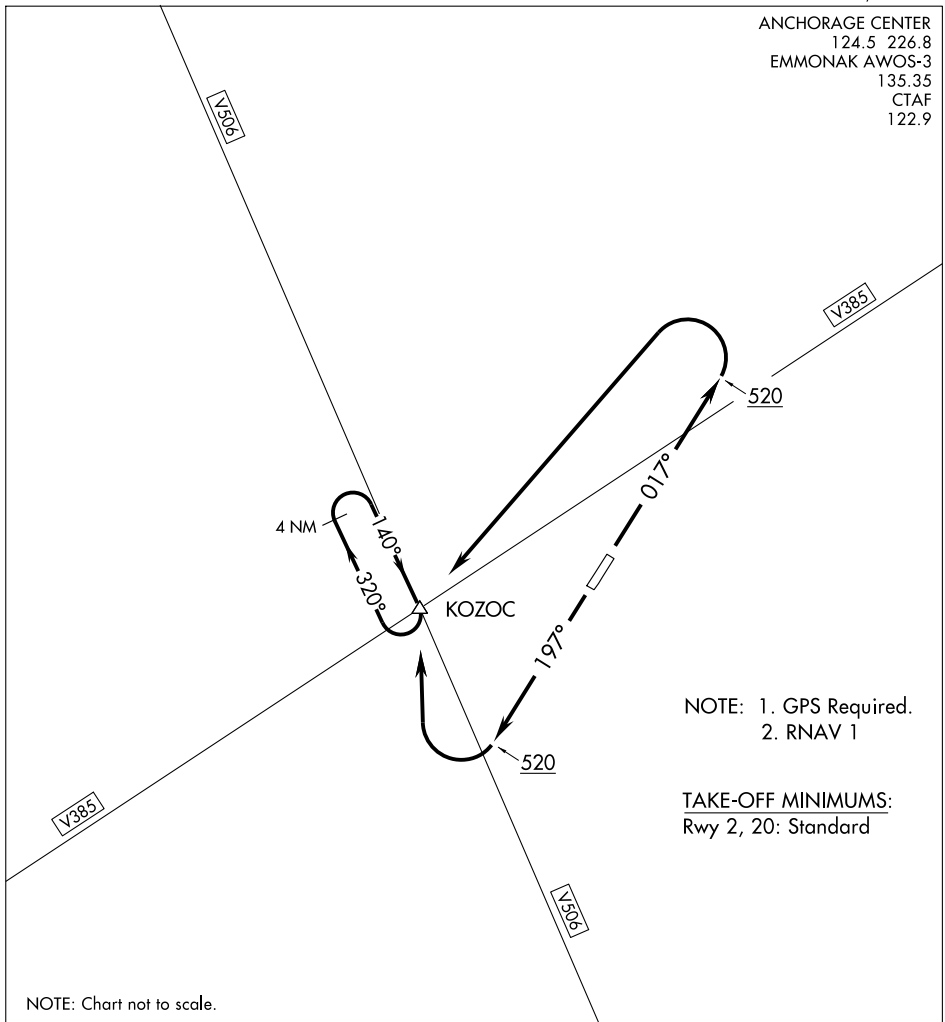 ANCHORAGE CENTER
124.5 226.8
EMMONAK AWOS-3
135.35
CTAF
122.9
V506
V385
520
017°
4 NM
140°
320°
KOZOC
197°
NOTE: 1. GPS Required.
2. RNAV 1
520
TAKE-OFF MINIMUMS:
Rwy 2, 20: Standard
V385
V506
NOTE: Chart not to scale.